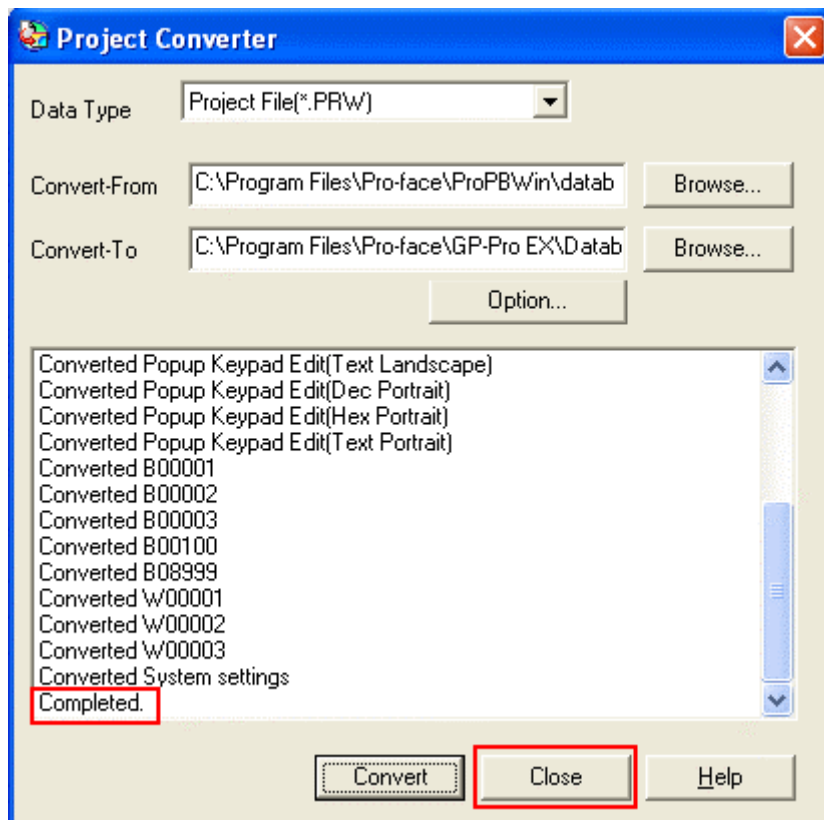 Project Converter
Data Type
Project File(*.PRW)
Convert-From
C:\Program Files\Pro-face\ProPBWin\datab
Browse...
Convert-To
C:\Program Files\Pro-face\GP-Pro EX\Datab
Browse...
Option...
Converted Popup Keypad Edit(Text Landscape)
Converted Popup Keypad Edit(Dec Portrait)
Converted Popup Keypad Edit(Hex Portrait)
Converted Popup Keypad Edit(Text Portrait)
Converted B00001
Converted B00002
Converted B00003
Converted B00100
Converted B08999
Converted W00001
Converted W00002
Converted W00003
Converted System settings
Completed.
Convert
Close
Help